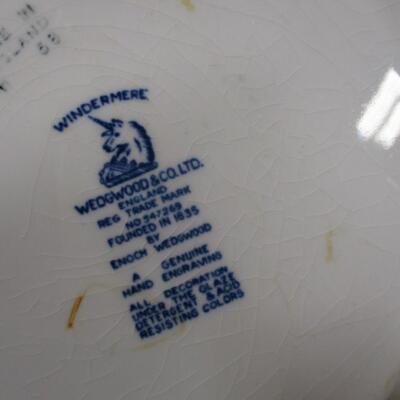 WINDERMERE
WEDGWOOD & CO. LTD.
ENGLAND
REG TRADE MARK
NO 547269
FOUNDED IN 1835
BY
ENOCH WEDGWOOD
A GENUINE
HAND ENGRAVING
ALL DECORATION
UNDER THE GLAZE
DETERGENT & ACID
RESISTING COLORS